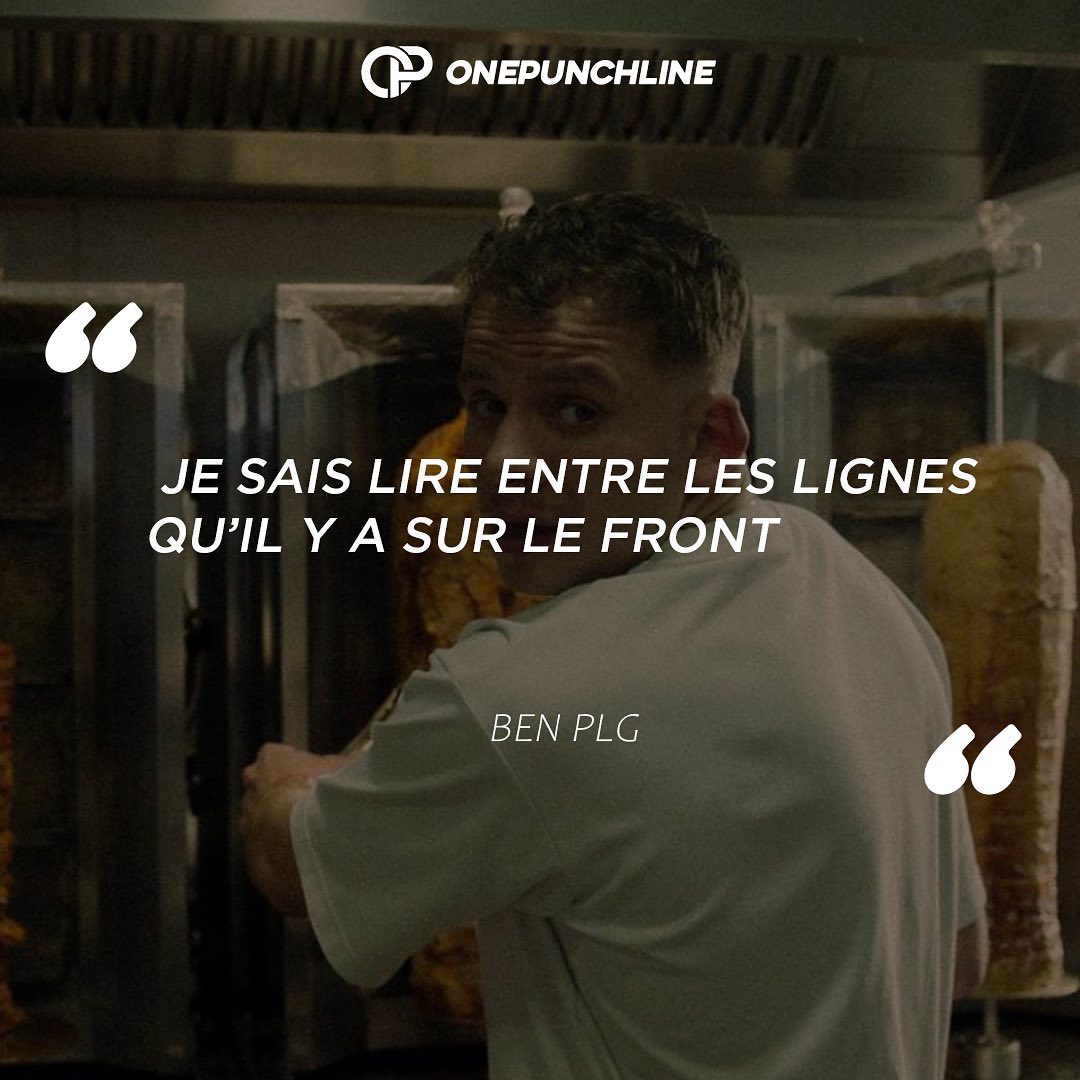 ONEPUNCHLINE
“
JE SAIS LIRE ENTRE LES LIGNES
QU’IL Y A SUR LE FRONT
BEN PLG
“